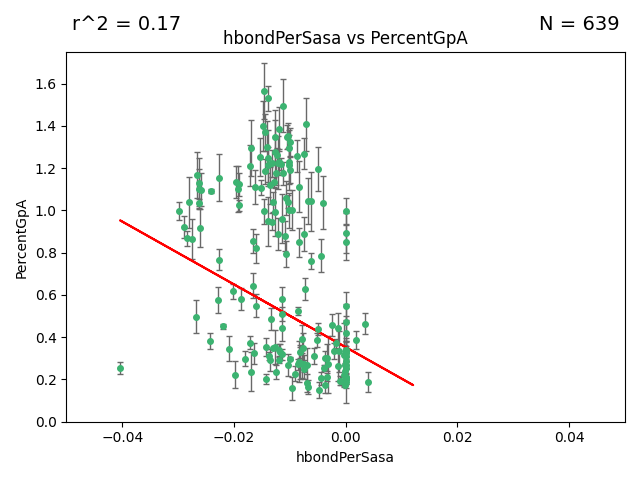 r^2 = 0.17
N = 639
hbondPerSasa vs PercentGpA
PercentGpA
1.6
1.4
1.2
1.0
0.8
0.6
0.4
0.2
0.0
−0.04
−0.02
0.00
0.02
0.04
hbondPerSasa